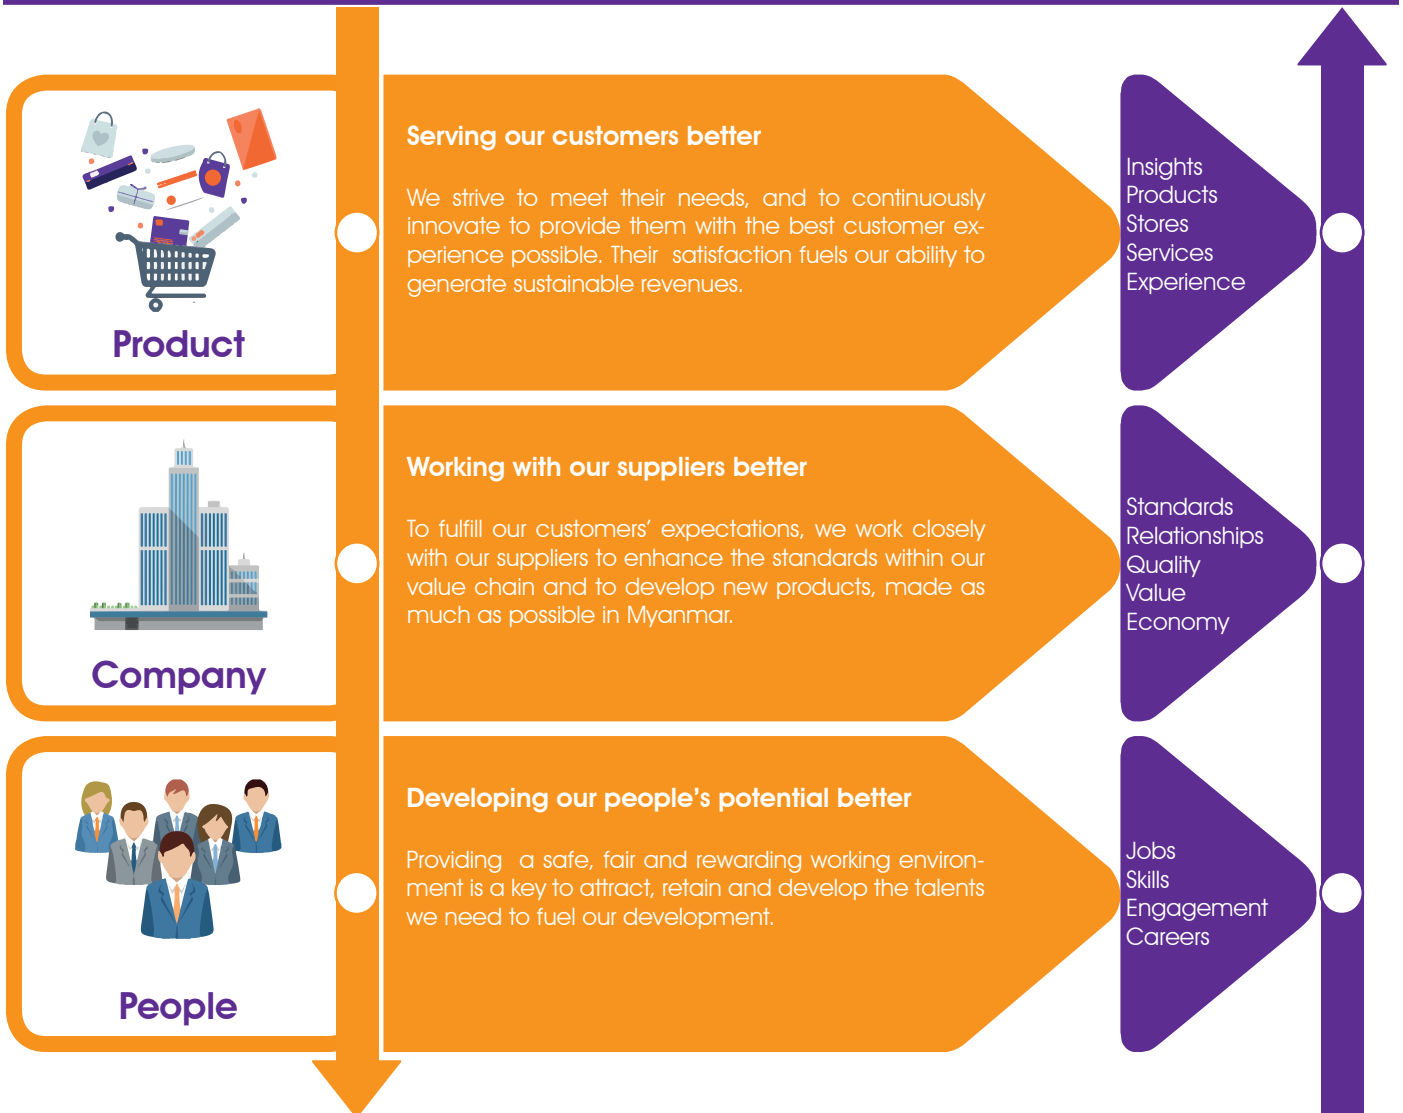 Product
Serving our customers better
We strive to meet their needs, and to continuously
innovate to provide them with the best customer ex-
perience possible. Their satisfaction fuels our ability to
generate sustainable revenues.
Insights
Products
Stores
Services
Experience
Company
Working with our suppliers better
To fulfill our customers’ expectations, we work closely
with our suppliers to enhance the standards within our
value chain and to develop new products, made as
much as possible in Myanmar.
Standards
Relationships
Quality
Value
Economy
People
Developing our people’s potential better
Providing a safe, fair and rewarding working environ-
ment is a key to attract, retain and develop the talents
we need to fuel our development.
Jobs
Skills
Engagement
Careers